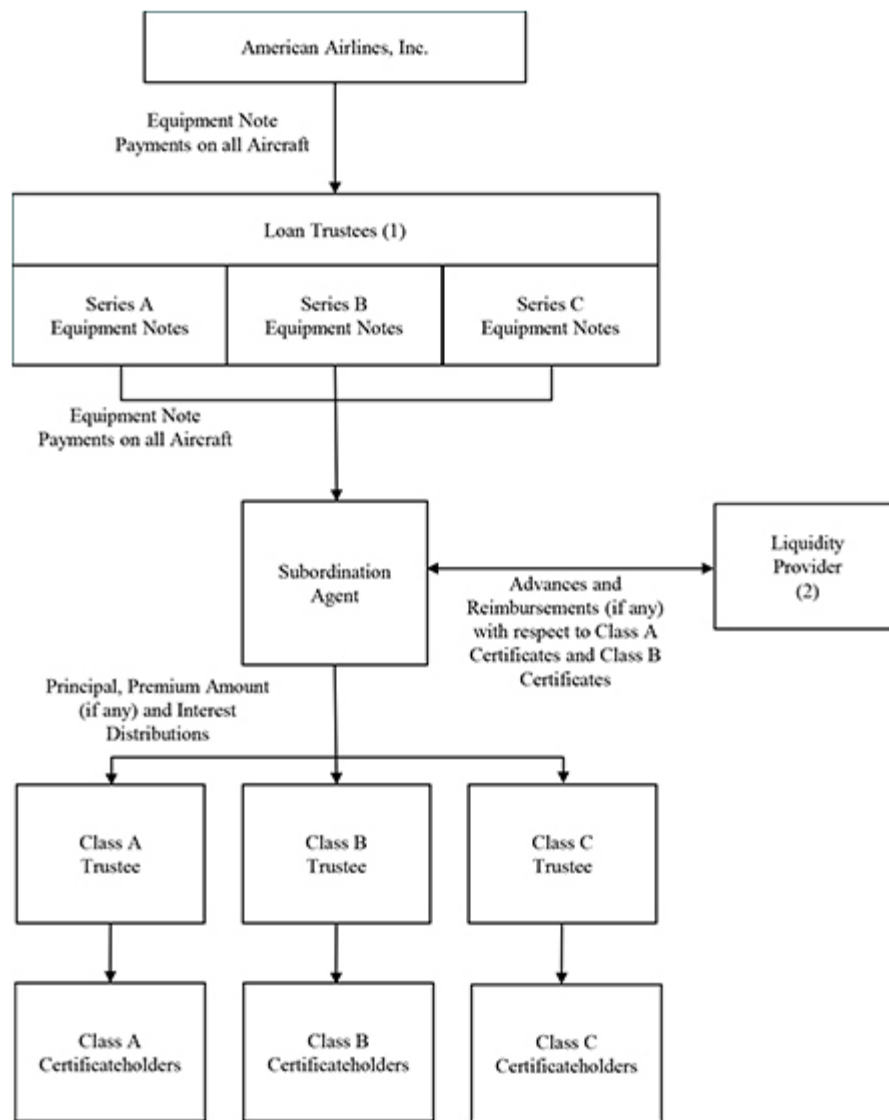 American Airlines, Inc.
Equipment Note
Payments on all Aircraft
Loan Trustees (1)
Series A
Equipment Notes
Series B
Equipment Notes
Series C
Equipment Notes
Equipment Note
Payments on all Aircraft
Subordination
Agent
Liquidity
Provider
(2)
Advances and
Reimbursements (if any)
with respect to Class A
Certificates and Class B
Certificates
Principal, Premium Amount
(if any) and Interest
Distributions
Class A
Trustee
Class B
Trustee
Class C
Trustee
Class A
Certificateholders
Class B
Certificateholders
Class C
Certificateholders